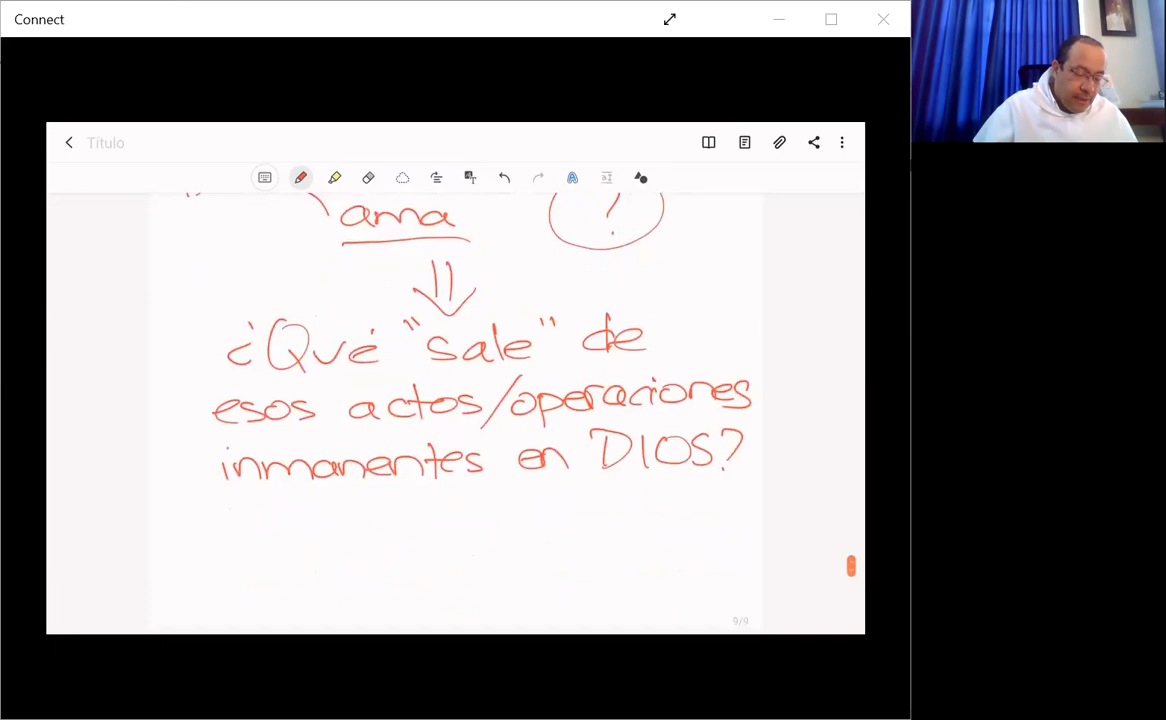 Connect
Título
ama
?
¿Qué "sale" de
esos actos/operaciones
inmanentes en DIOS?
9/9